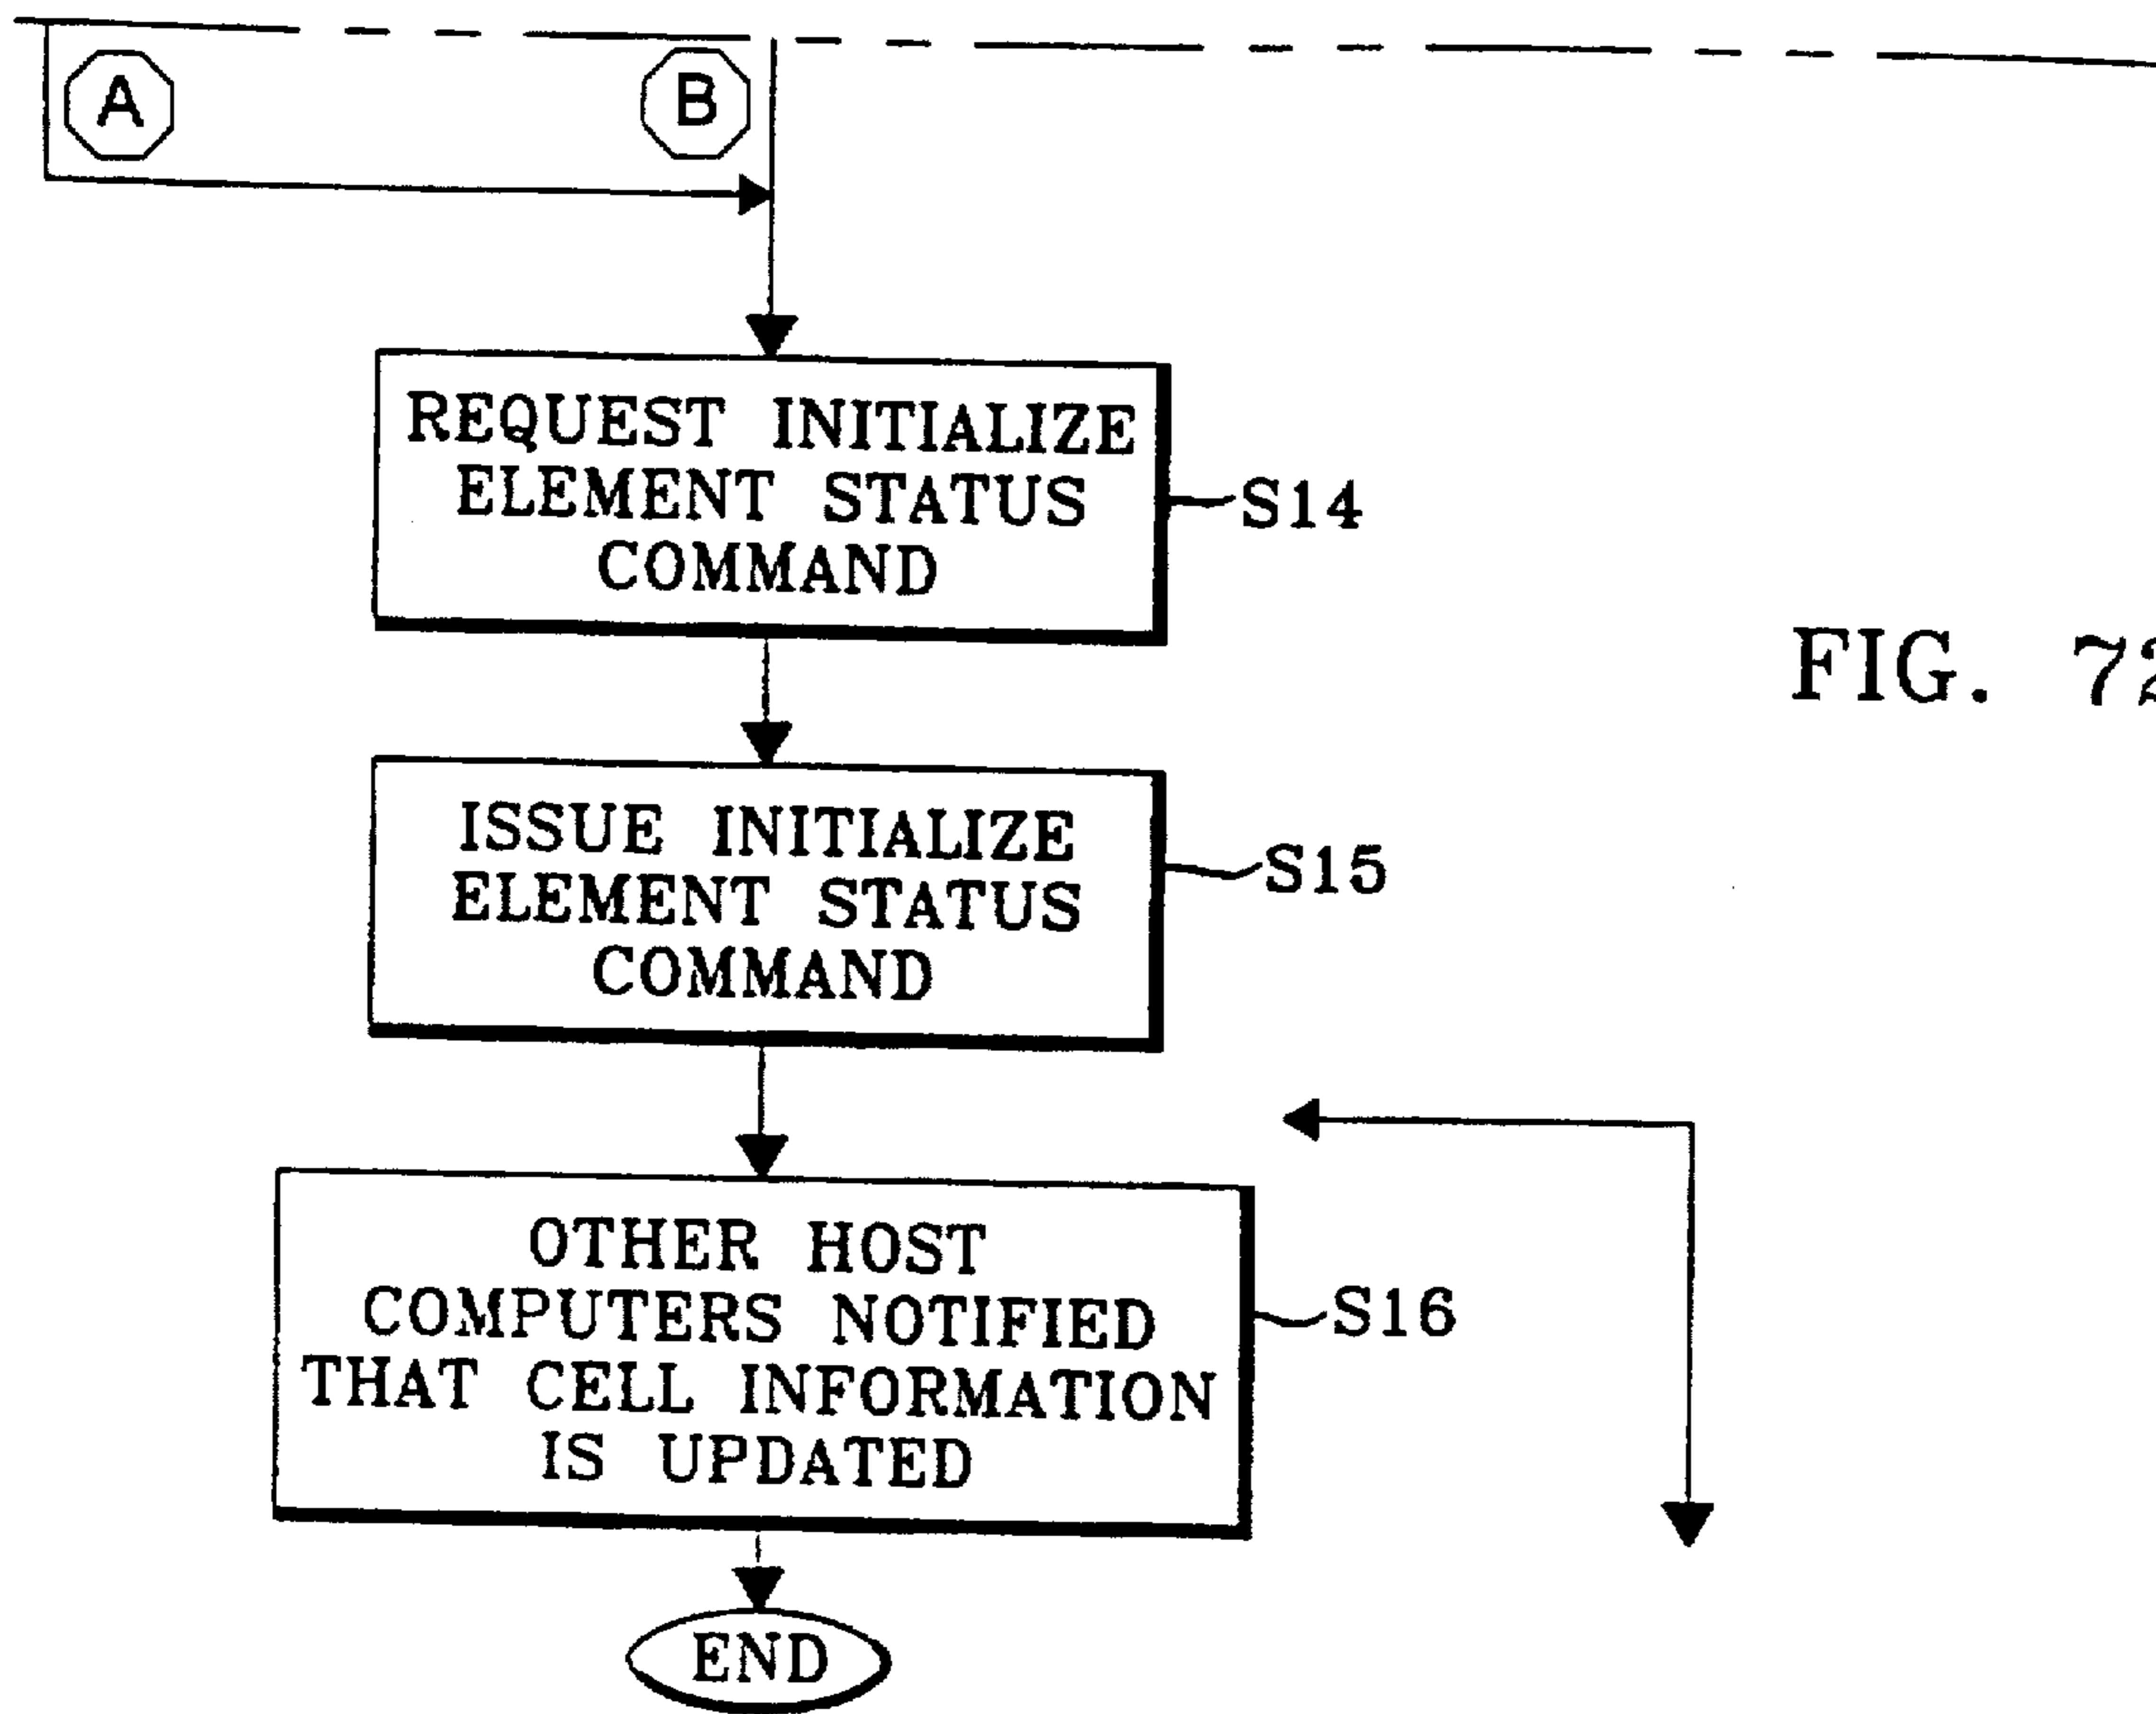 A
B
REQUEST INITIALIZE
ELEMENT STATUS
COMMAND
S14
FIG. 72
ISSUE INITIALIZE
ELEMENT STATUS
COMMAND
S15
OTHER HOST
COMPUTERS NOTIFIED
THAT CELL INFORMATION
IS UPDATED
S16
END